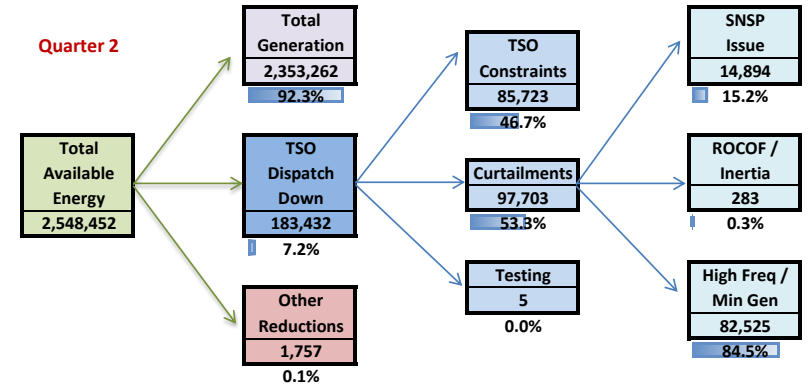 Quarter 2
Total
Available
Energy
2,548,452
Total
Generation
2,353,262
92.3%
TSO
Dispatch
Down
183,432
7.2%
Other
Reductions
1,757
0.1%
TSO
Constraints
85,723
46.7%
Curtailments
97,703
53.3%
Testing
5
0.0%
SNSP
Issue
14,894
15.2%
ROCOF /
Inertia
283
0.3%
High Freq /
Min Gen
82,525
84.5%